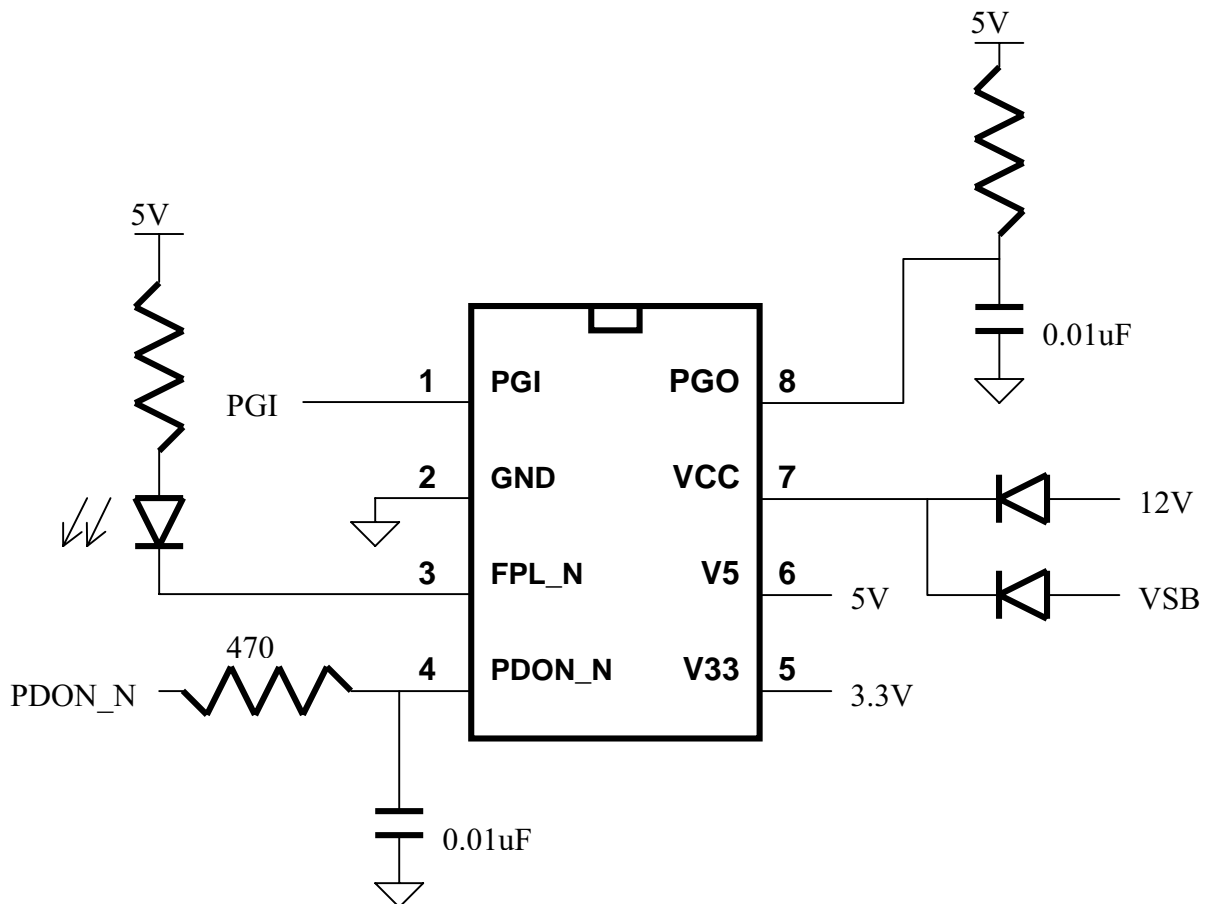 5V
5V
0.01uF
1 PGI PGO 8
PGI
2 GND VCC 7
12V
3 FPL_N V5 6
5V
VSB
470
4 PDON_N V33 5
PDON_N
3.3V
0.01uF